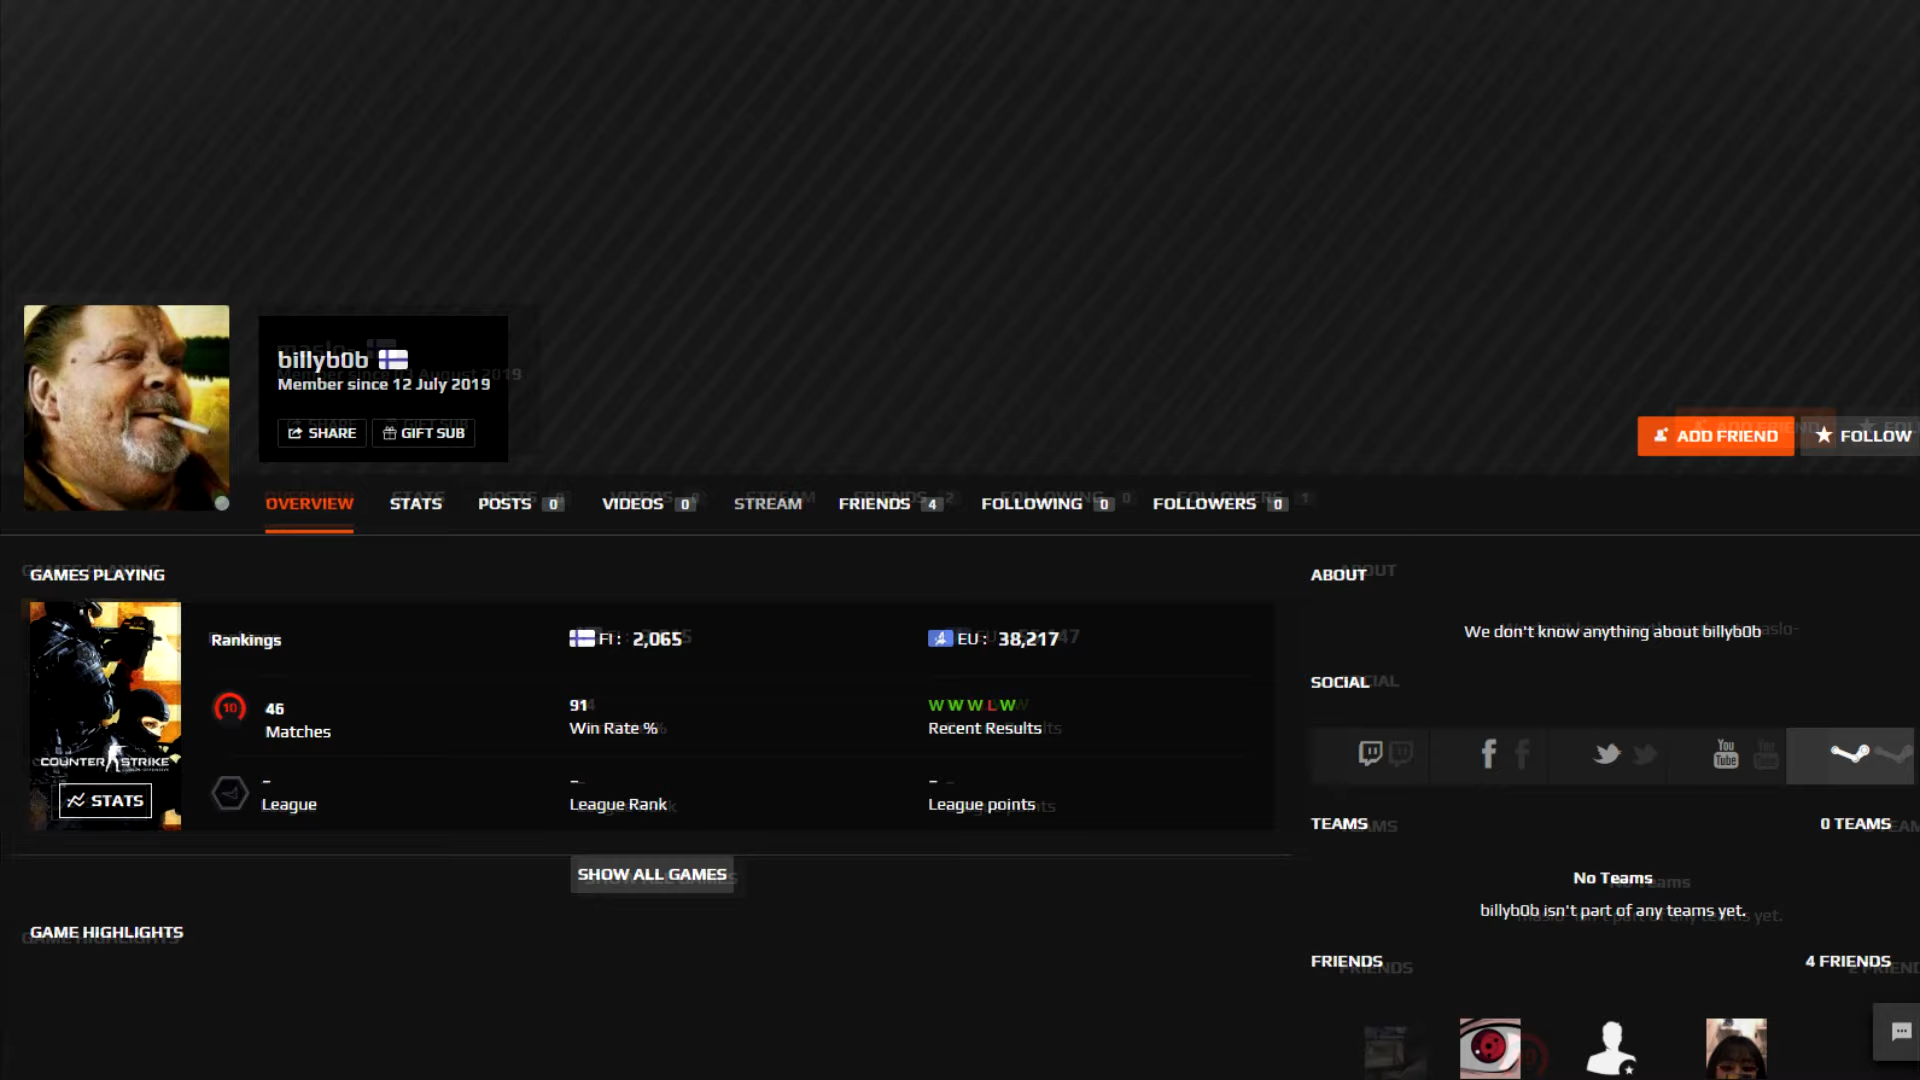 billyb0b
Member since 12 July 2019
SHARE GIFT SUB
ADD FRIEND FOLLOW
OVERVIEW STATS POSTS 0 VIDEOS 0 STREAM FRIENDS 4 FOLLOWING 0 FOLLOWERS 0
GAMES PLAYING
Rankings FI : 2,065 EU : 38,217
10 46 91 W W W L W
Matches Win Rate % Recent Results
COUNTER STRIKE
STATS
– – –
League League Rank League points
SHOW ALL GAMES
GAME HIGHLIGHTS
ABOUT
We don't know anything about billyb0b
SOCIAL
You Tube
TEAMS 0 TEAMS
No Teams
billyb0b isn't part of any teams yet.
FRIENDS 4 FRIENDS